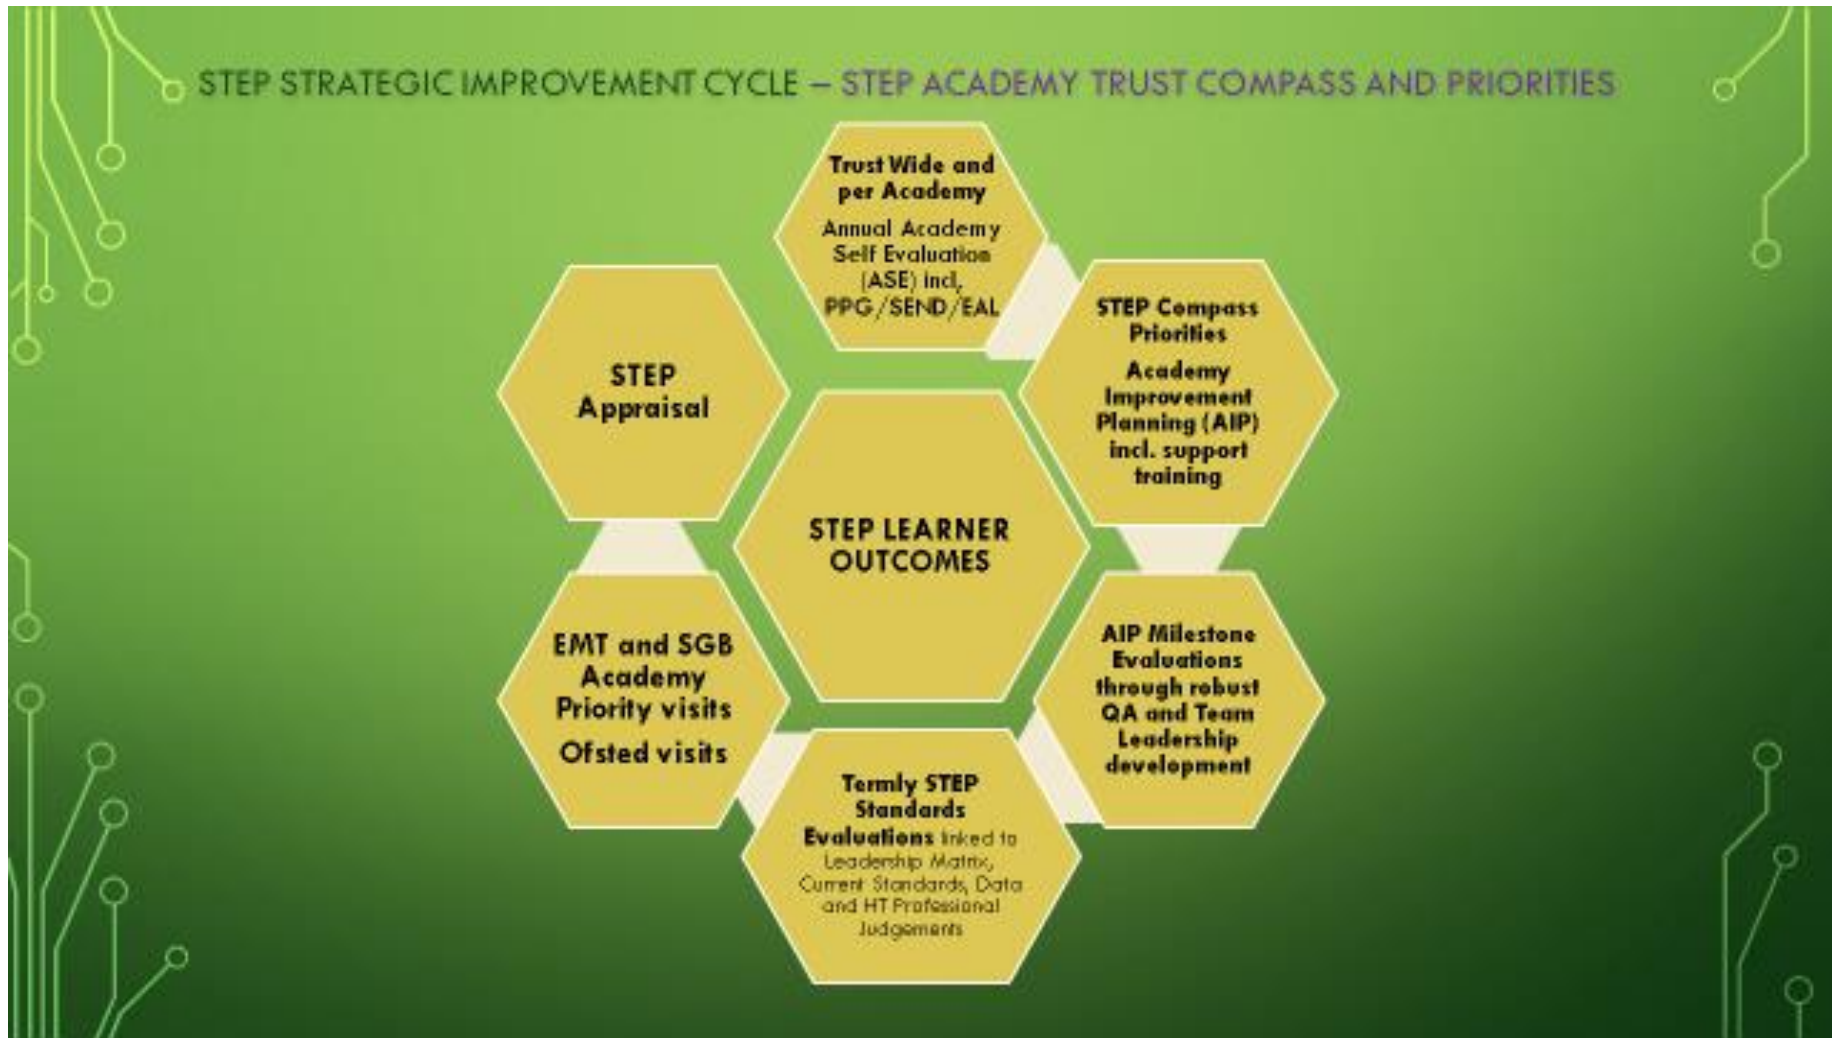 STEP STRATEGIC IMPROVEMENT CYCLE – STEP ACADEMY TRUST COMPASS AND PRIORITIES
Trust Wide and
per Academy
Annual Academy
Self Evaluation
(ASE) incl,
PPG/SEND/EAL
STEP Compass
Priorities
Academy
Improvement
Planning (AIP)
incl. support
training
AIP Milestone
Evaluations
through robust
QA and Team
Leadership
development
Termly STEP
Standards
Evaluations linked to
Leadership Matrix,
Current Standards, Data
and HT Professional
Judgements
EMT and SGB
Academy
Priority visits
Ofsted visits
STEP
Appraisal
STEP LEARNER
OUTCOMES